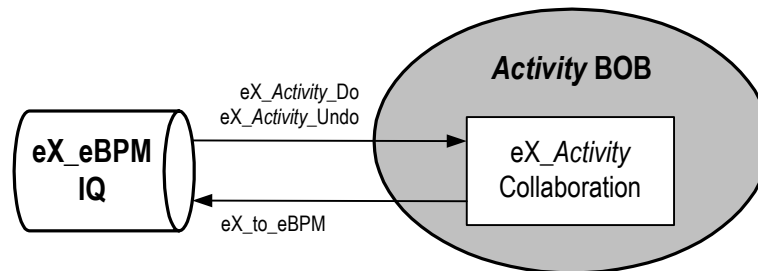 Activity BOB
eX_Activity_Do
eX_Activity_Undo
eX_eBPM
IQ
eX_Activity
Collaboration
eX_to_eBPM